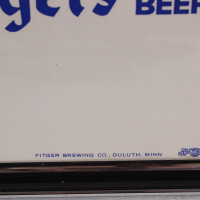 gers BEER
FITGER BREWING CO., DULUTH, MINN